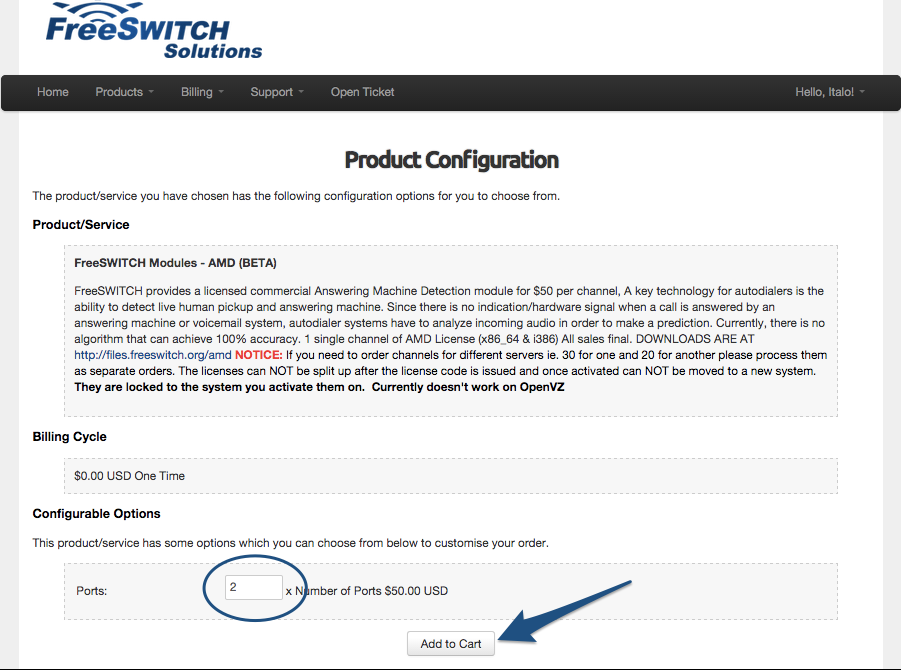 FreeSWITCH
Solutions
Home Products Billing Support Open Ticket Hello, Italo!
Product Configuration
The product/service you have chosen has the following configuration options for you to choose from.
Product/Service
FreeSWITCH Modules - AMD (BETA)
FreeSWITCH provides a licensed commercial Answering Machine Detection module for $50 per channel, A key technology for autodialers is the
ability to detect live human pickup and answering machine. Since there is no indication/hardware signal when a call is answered by an
answering machine or voicemail system, autodialer systems have to analyze incoming audio in order to make a prediction. Currently, there is no
algorithm that can achieve 100% accuracy. 1 single channel of AMD License (x86_64 & i386) All sales final. DOWNLOADS ARE AT
http://files.freeswitch.org/amd NOTICE: If you need to order channels for different servers ie. 30 for one and 20 for another please process them
as separate orders. The licenses can NOT be split up after the license code is issued and once activated can NOT be moved to a new system.
They are locked to the system you activate them on. Currently doesn't work on OpenVZ
Billing Cycle
$0.00 USD One Time
Configurable Options
This product/service has some options which you can choose from below to customise your order.
Ports: 2 x Number of Ports $50.00 USD
Add to Cart